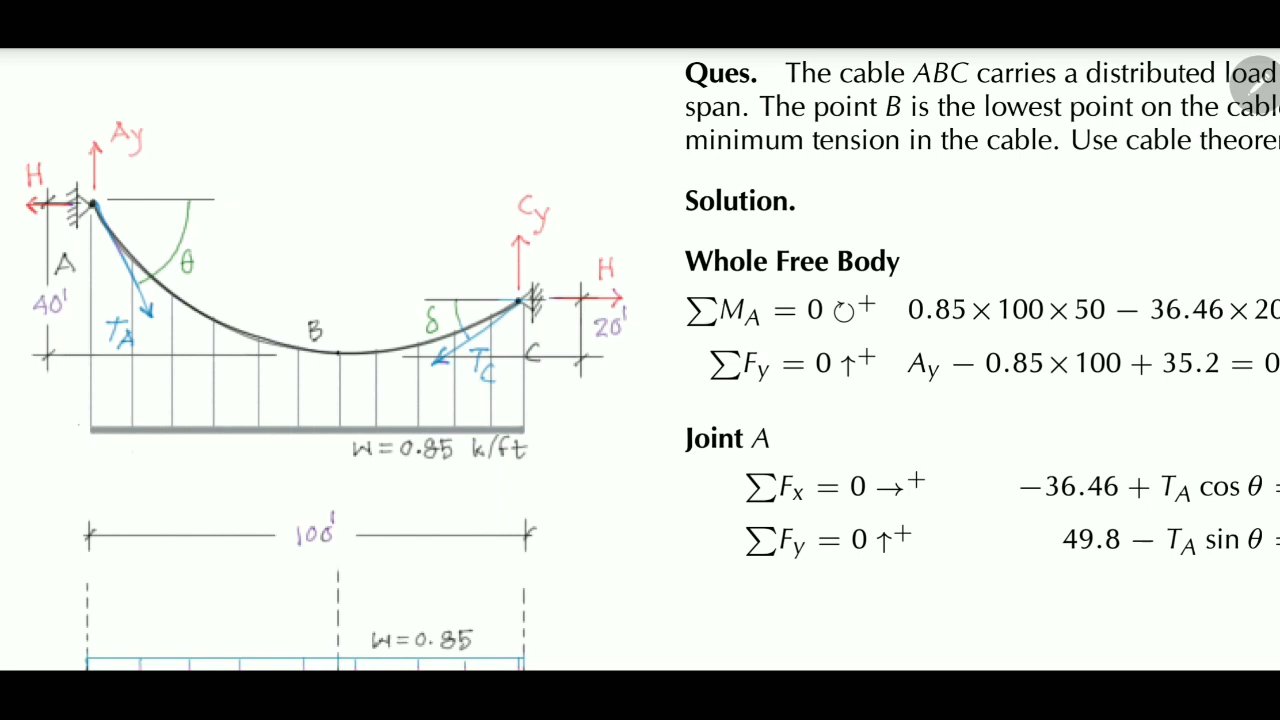 Ques. The cable ABC carries a distributed load
span. The point B is the lowest point on the cable
minimum tension in the cable. Use cable theore
Solution.
Whole Free Body
∑M_A = 0 ↻+ 0.85 × 100 × 50 − 36.46 × 20
∑F_y = 0 ↑+ A_y − 0.85 × 100 + 35.2 = 0
Joint A
∑F_x = 0 →+ −36.46 + T_A cos θ =
∑F_y = 0 ↑+ 49.8 − T_A sin θ =
Ay
H
Cy
A
θ
H
40'
T_A
B
δ
20'
T_C
C
W = 0.85 k/ft
100'
W = 0.85